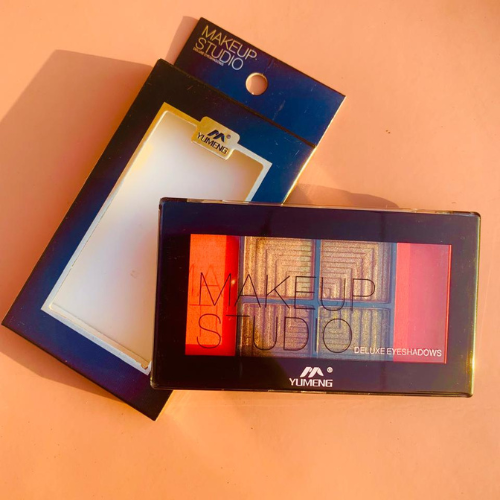 MAKEUP
STUDIO
YUMENG
MAKEUP
STUDIO
DELUXE EYESHADOWS
YUMENG
®